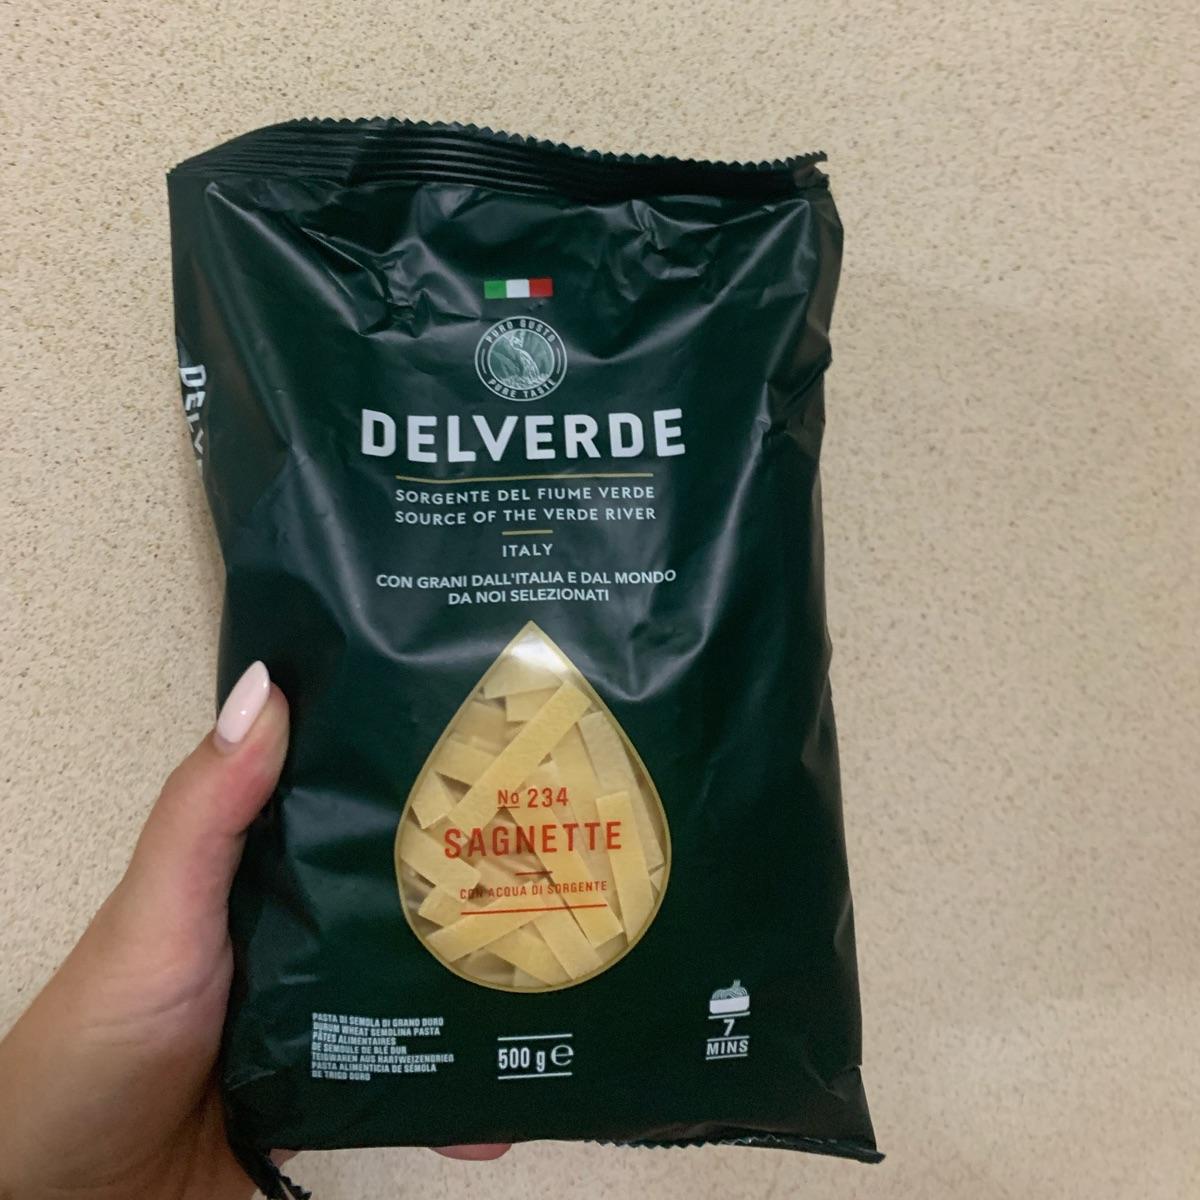 PURO GUSTO
PURE TASTE
DELVERDE
SORGENTE DEL FIUME VERDE
SOURCE OF THE VERDE RIVER
ITALY
CON GRANI DALL'ITALIA E DAL MONDO
DA NOI SELEZIONATI
DELV
No 234
SAGNETTE
CON ACQUA DI SORGENTE
PASTA DI SEMOLA DI GRANO DURO
DURUM WHEAT SEMOLINA PASTA
PÂTES ALIMENTAIRES
DE SEMOULE DE BLÉ DUR
TEIGWAREN AUS HARTWEIZENGRIEß
PASTA ALIMENTICIA DE SÉMOLA
DE TRIGO DURO
500 g e
7
MINS